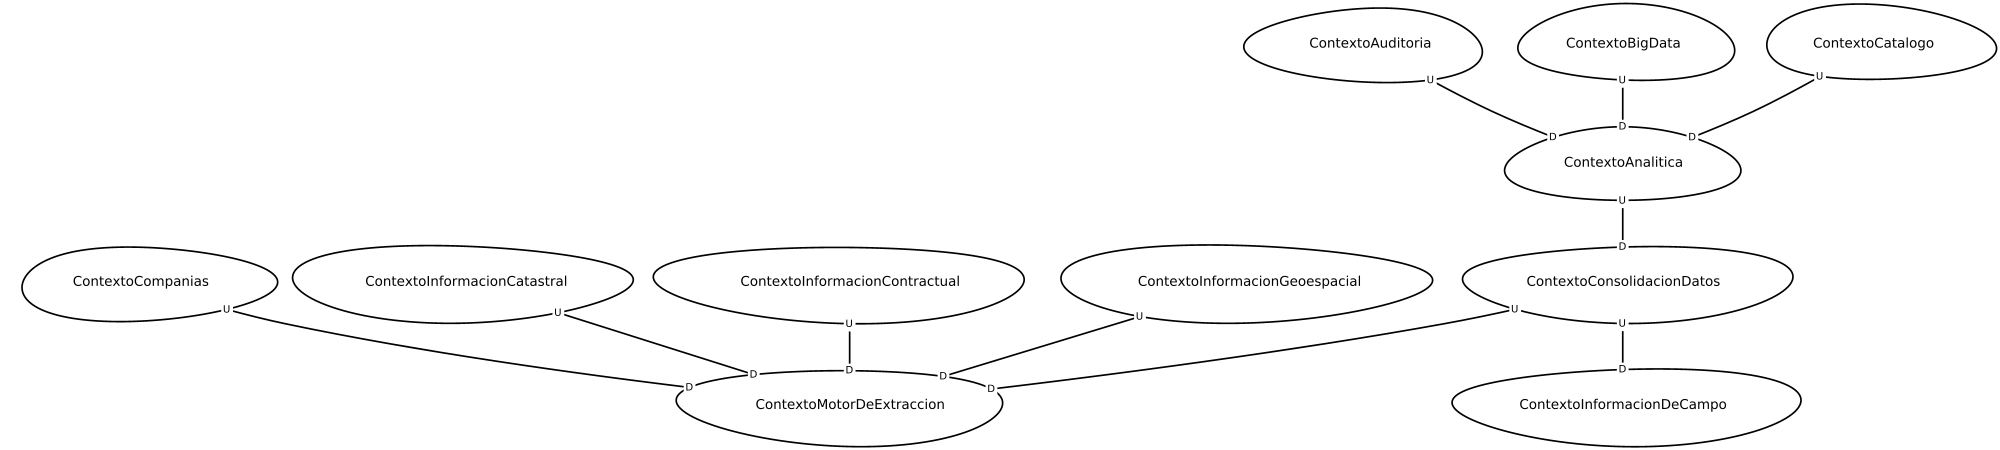 ContextoAuditoria
ContextoBigData
ContextoCatalogo
U
U
U
D
D
D
ContextoAnalitica
U
D
ContextoCompanias
ContextoInformacionCatastral
ContextoInformacionContractual
ContextoInformacionGeoespacial
ContextoConsolidacionDatos
U
U
U
U
U
U
D
D
D
D
D
D
ContextoMotorDeExtraccion
ContextoInformacionDeCampo